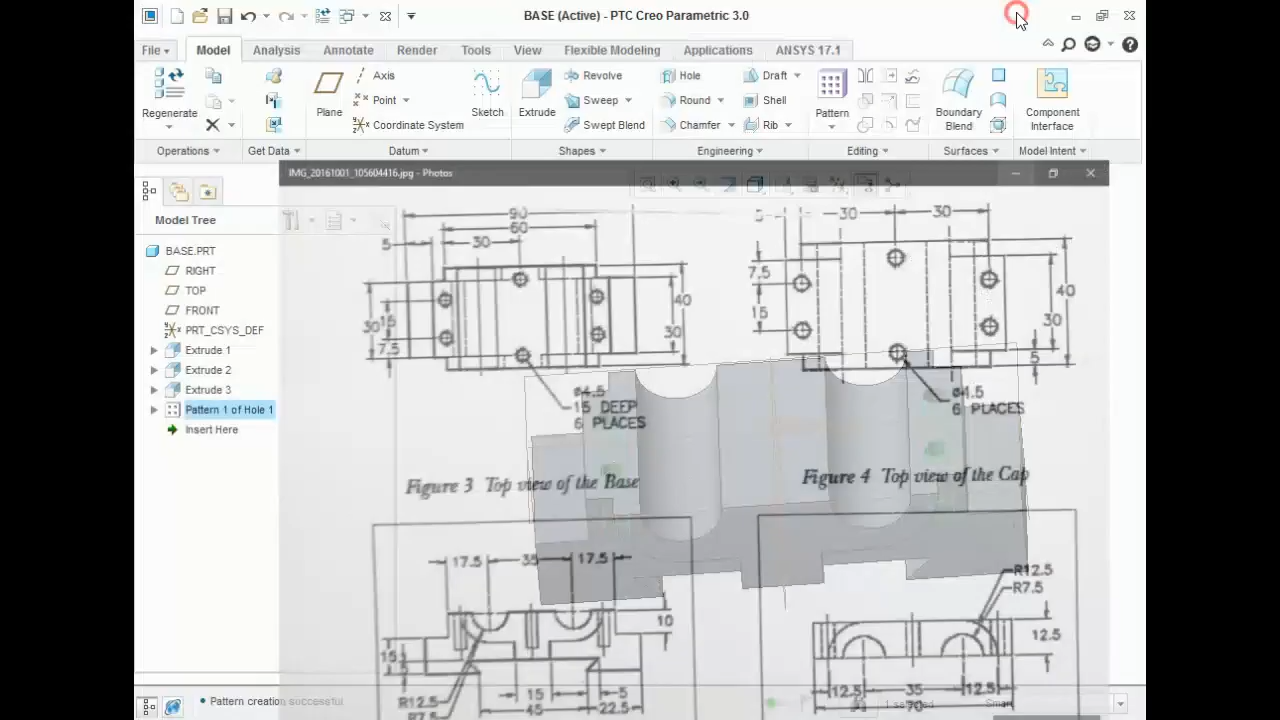 BASE (Active) - PTC Creo Parametric 3.0
File
Model
Analysis
Annotate
Render
Tools
View
Flexible Modeling
Applications
ANSYS 17.1
Regenerate
Operations
Get Data
Plane
Axis
Point
Coordinate System
Datum
Sketch
Extrude
Revolve
Sweep
Swept Blend
Shapes
Hole
Round
Chamfer
Draft
Shell
Rib
Engineering
Pattern
Editing
Boundary
Blend
Surfaces
Component
Interface
Model Intent
IMG_20161001_105604416.jpg - Photos
Model Tree
BASE.PRT
RIGHT
TOP
FRONT
PRT_CSYS_DEF
Extrude 1
Extrude 2
Extrude 3
Pattern 1 of Hole 1
Insert Here
90
60
5
30
30
15
7.5
40
30
ø4.5
15 DEEP
6 PLACES
Figure 3 Top view of the Base
5
30
30
7.5
15
40
30
5
ø4.5
6 PLACES
Figure 4 Top view of the Cap
17.5
35
17.5
10
15
R12.5
R7.5
15
5
45
22.5
R12.5
R7.5
12.5
12.5
35
12.5
70
Pattern creation successful
1 selected